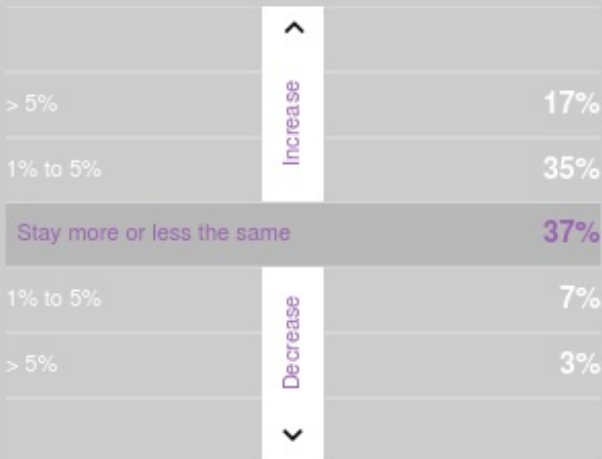 > 5% 17%
Increase
1% to 5% 35%
Stay more or less the same 37%
1% to 5% 7%
Decrease
> 5% 3%